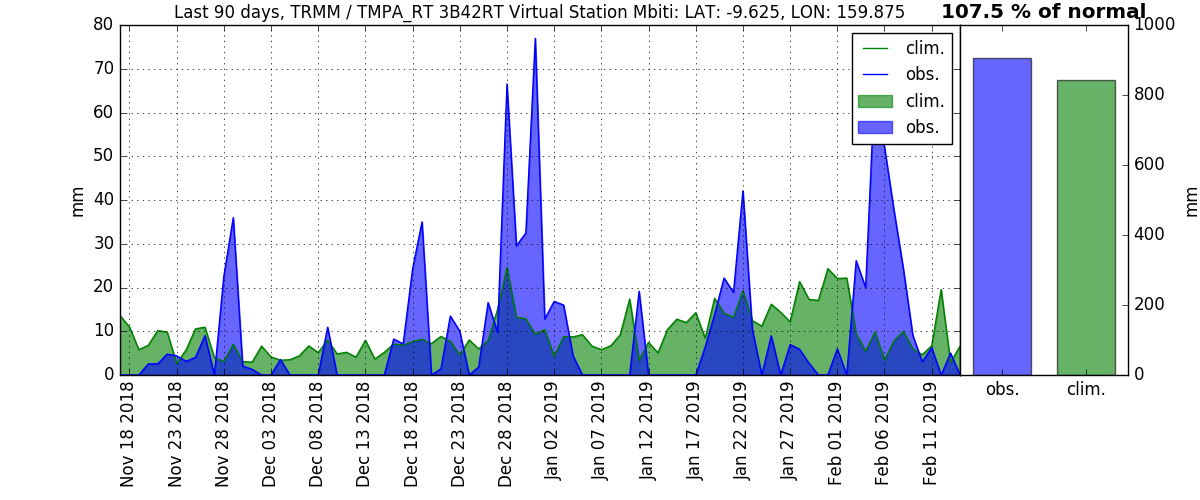 Last 90 days, TRMM / TMPA_RT 3B42RT Virtual Station Mbiti: LAT: -9.625, LON: 159.875
107.5 % of normal
80
70
60
50
40
30
20
10
0
mm
clim.
obs.
clim.
obs.
1000
800
600
400
200
0
mm
Nov 18 2018
Nov 23 2018
Nov 28 2018
Dec 03 2018
Dec 08 2018
Dec 13 2018
Dec 18 2018
Dec 23 2018
Dec 28 2018
Jan 02 2019
Jan 07 2019
Jan 12 2019
Jan 17 2019
Jan 22 2019
Jan 27 2019
Feb 01 2019
Feb 06 2019
Feb 11 2019
obs.
clim.